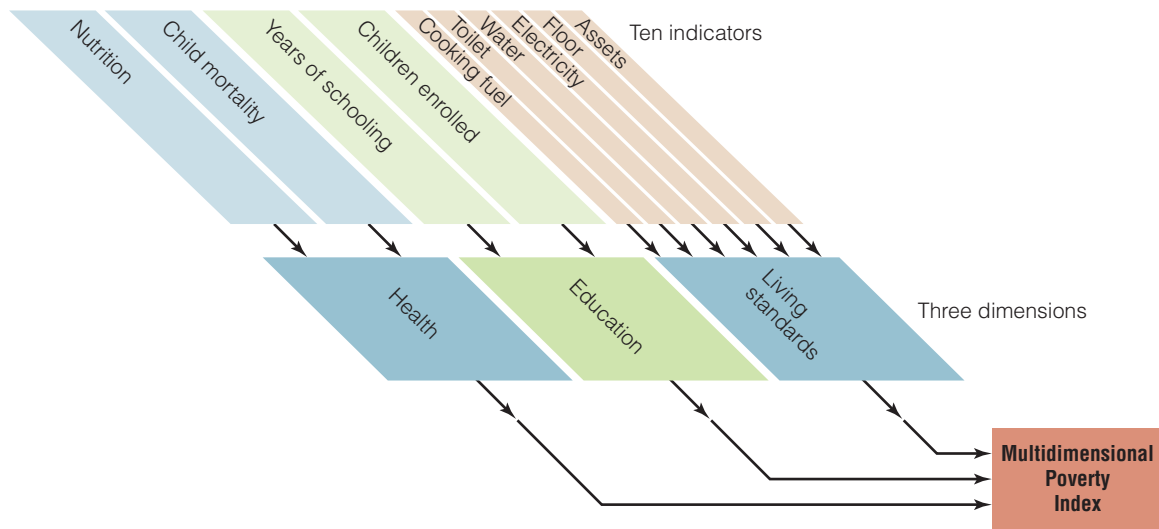 Nutrition
Child mortality
Years of schooling
Children enrolled
Cooking fuel
Toilet
Water
Electricity
Floor
Assets
Ten indicators
Health
Education
Living
standards
Three dimensions
Multidimensional
Poverty
Index